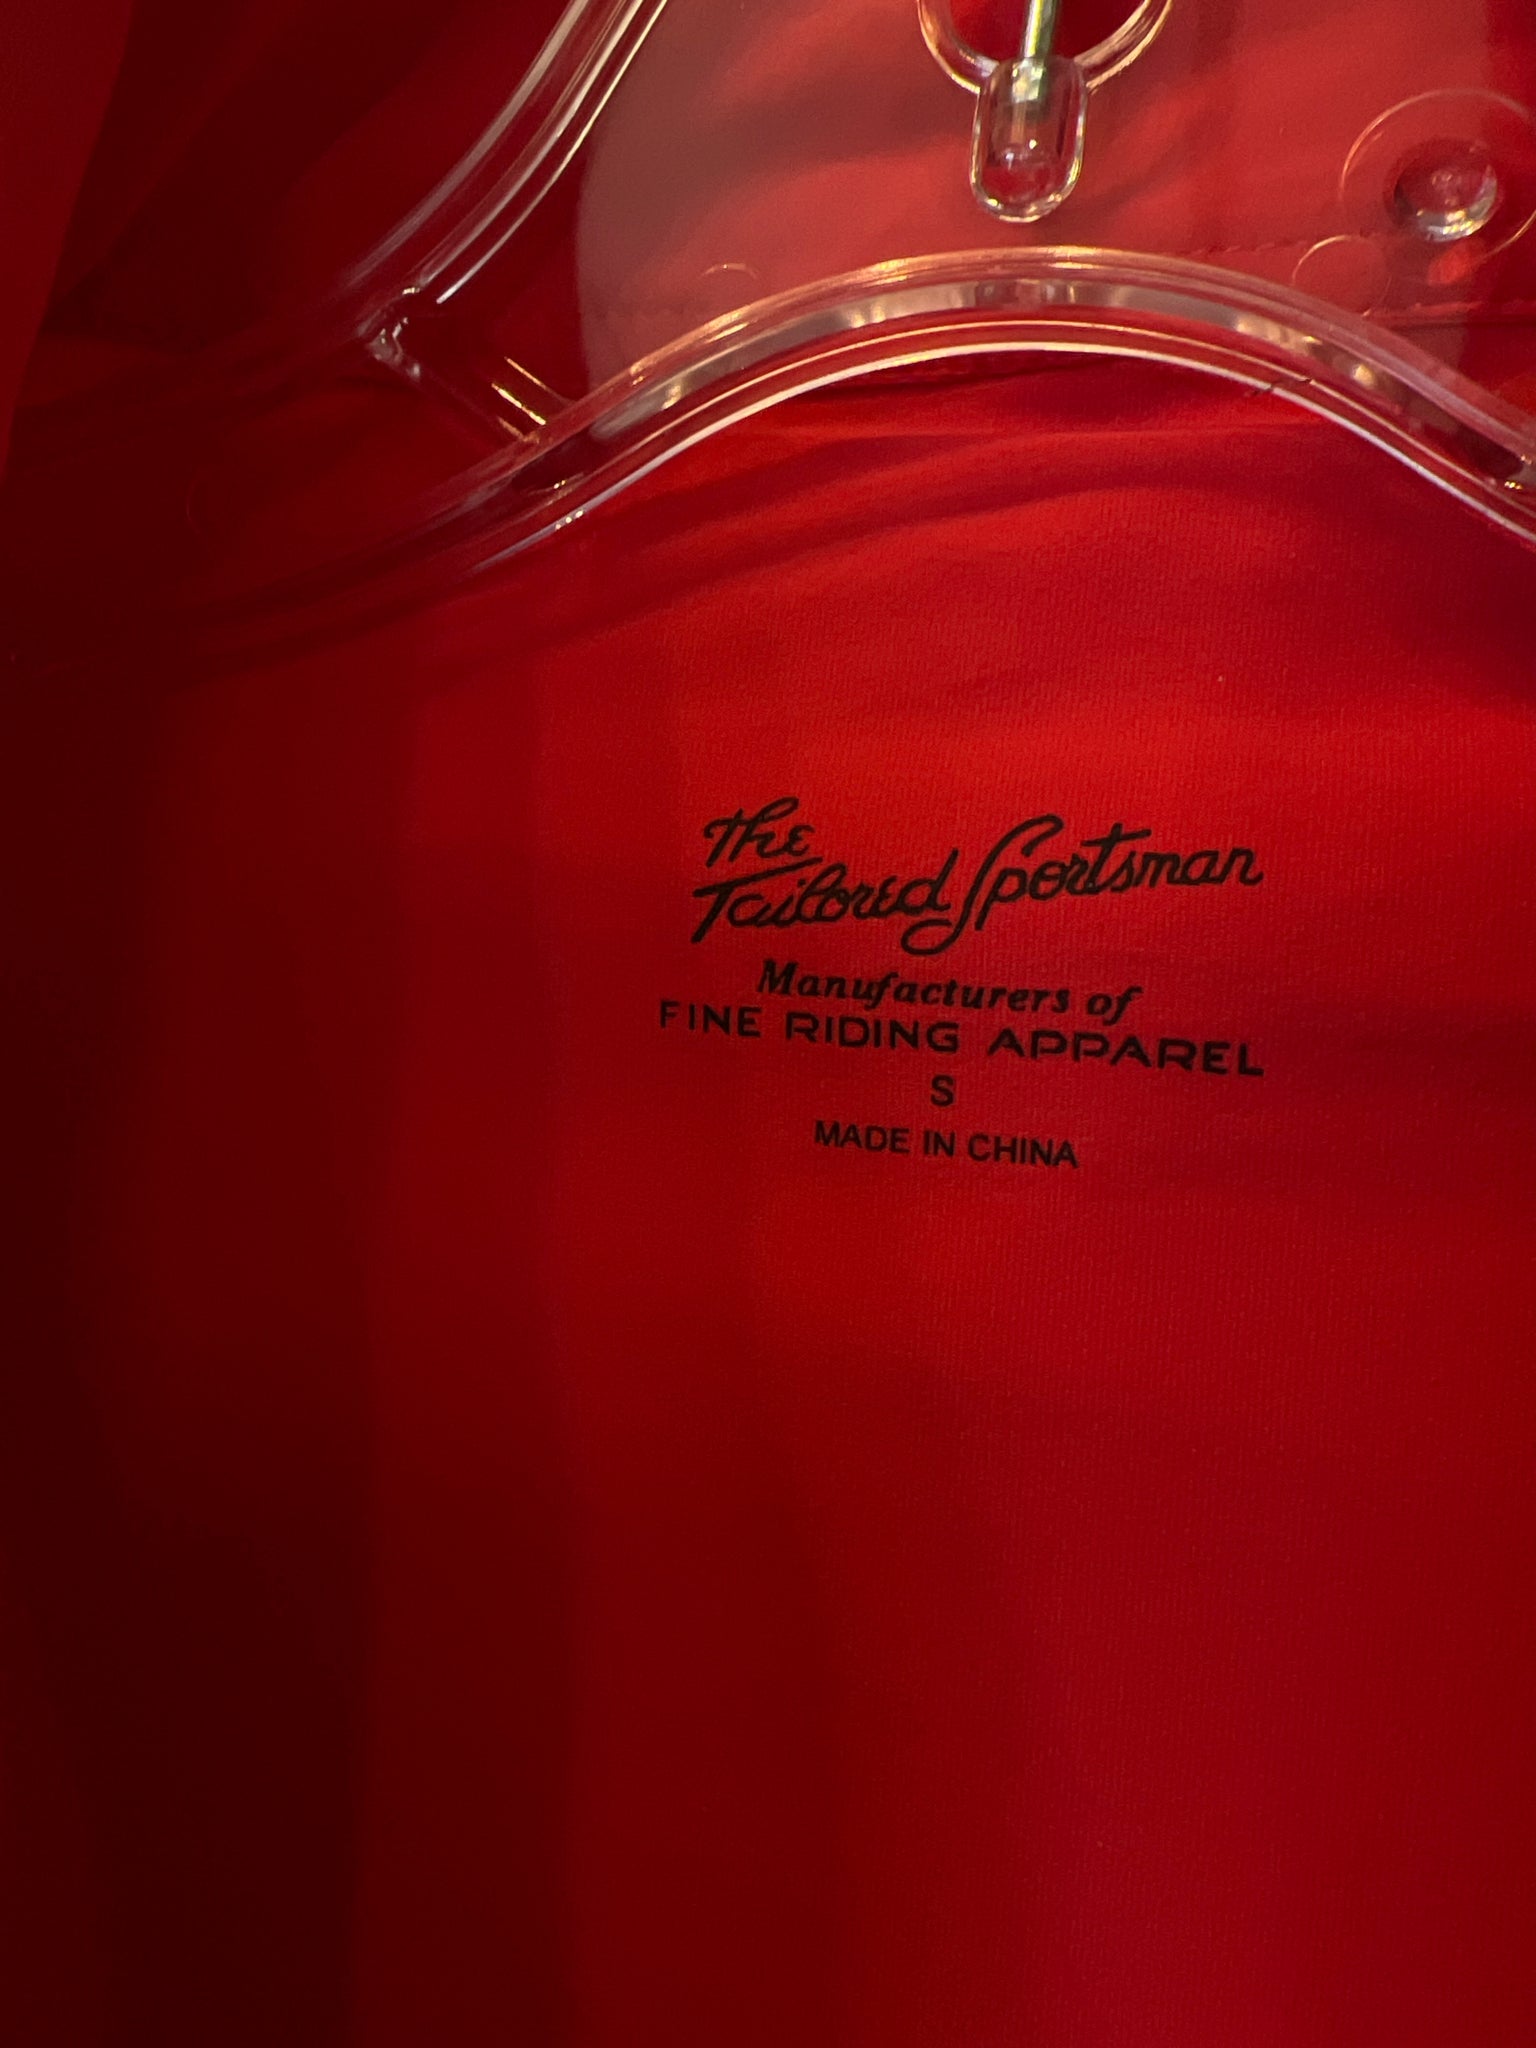 The
Tailored Sportsman
Manufacturers of
FINE RIDING APPAREL
S
MADE IN CHINA